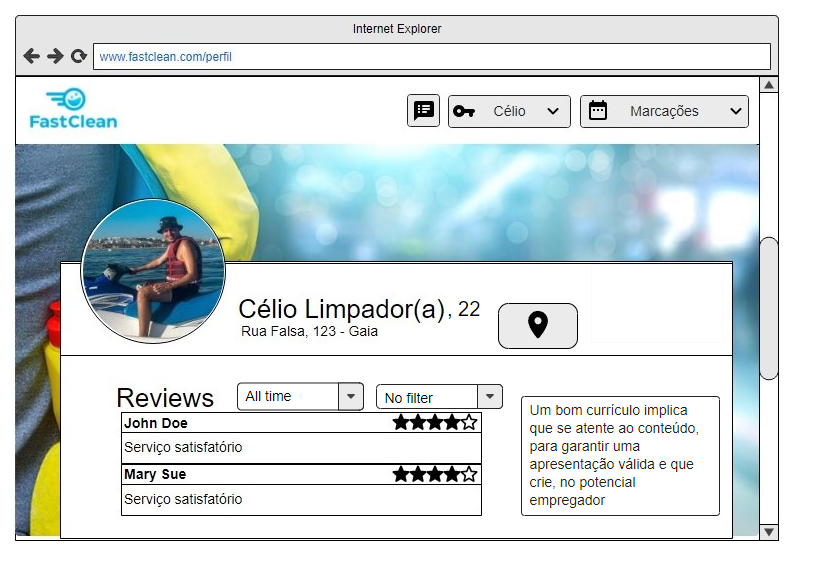 Internet Explorer
www.fastclean.com/perfil
FastClean
Célio
Marcações
Célio Limpador(a), 22
Rua Falsa, 123 - Gaia
Reviews
All time
No filter
John Doe
Serviço satisfatório
Mary Sue
Serviço satisfatório
Um bom currículo implica
que se atente ao conteúdo,
para garantir uma
apresentação válida e que
crie, no potencial
empregador